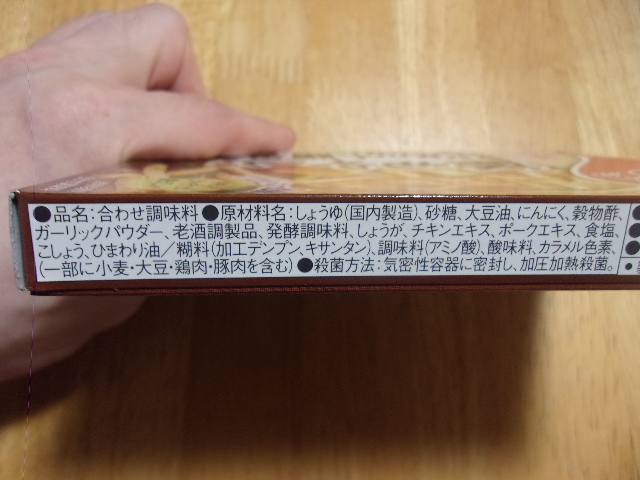 ●品名:合わせ調味料 ●原材料名:しょうゆ(国内製造)、砂糖、大豆油、にんにく、穀物酢、
ガーリックパウダー、老酒調製品、発酵調味料、しょうが、チキンエキス、ポークエキス、食塩、
こしょう、ひまわり油/糊料(加工デンプン、キサンタン)、調味料(アミノ酸)、酸味料、カラメル色素、
(一部に小麦・大豆・鶏肉・豚肉を含む) ●殺菌方法:気密性容器に密封し、加圧加熱殺菌。